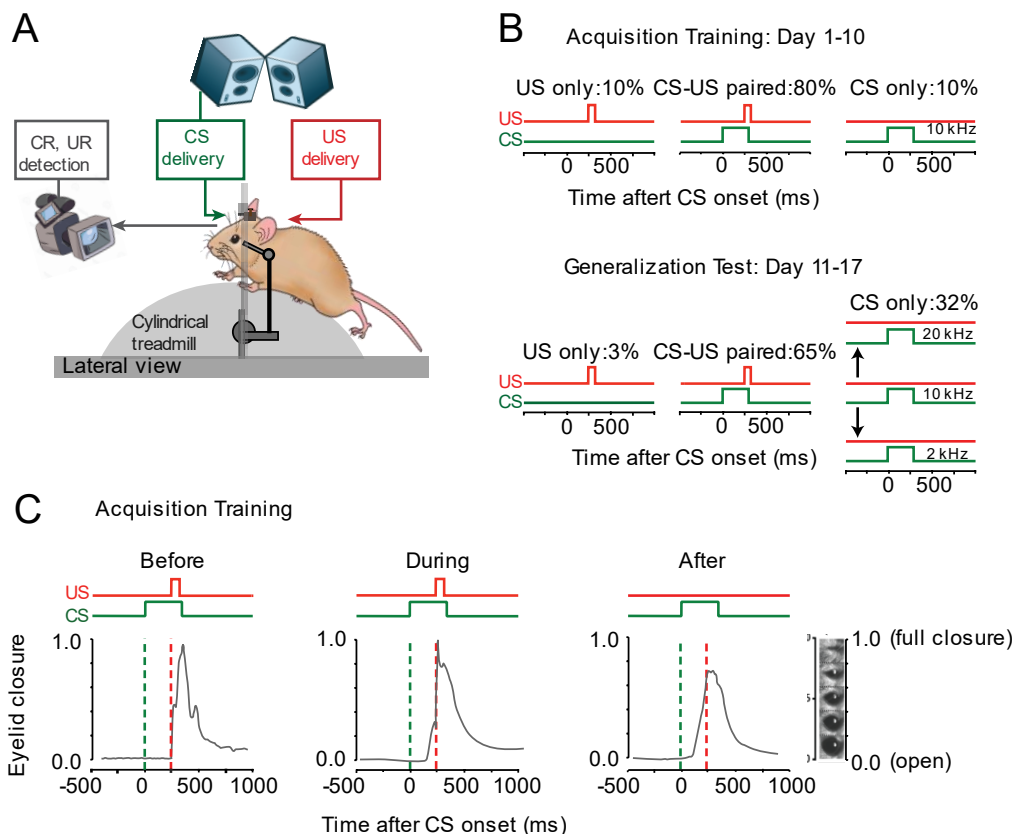 A
CR, UR
detection
CS
delivery
US
delivery
Cylindrical
treadmill
Lateral view
B
Acquisition Training: Day 1-10
US only:10% CS-US paired:80% CS only:10%
US
CS
10 kHz
0 500 0 500 0 500
Time aftert CS onset (ms)
Generalization Test: Day 11-17
CS only:32%
20 kHz
US only:3% CS-US paired:65%
US
CS
10 kHz
0 500 0 500
Time after CS onset (ms)
2 kHz
0 500
C
Acquisition Training
Before During After
US
CS
Eyelid closure
1.0 1.0 1.0 1.0 (full closure)
0.0 0.0 0.0 0.0 (open)
-500 0 500 1000 -500 0 500 1000 -500 0 500 1000
Time after CS onset (ms)